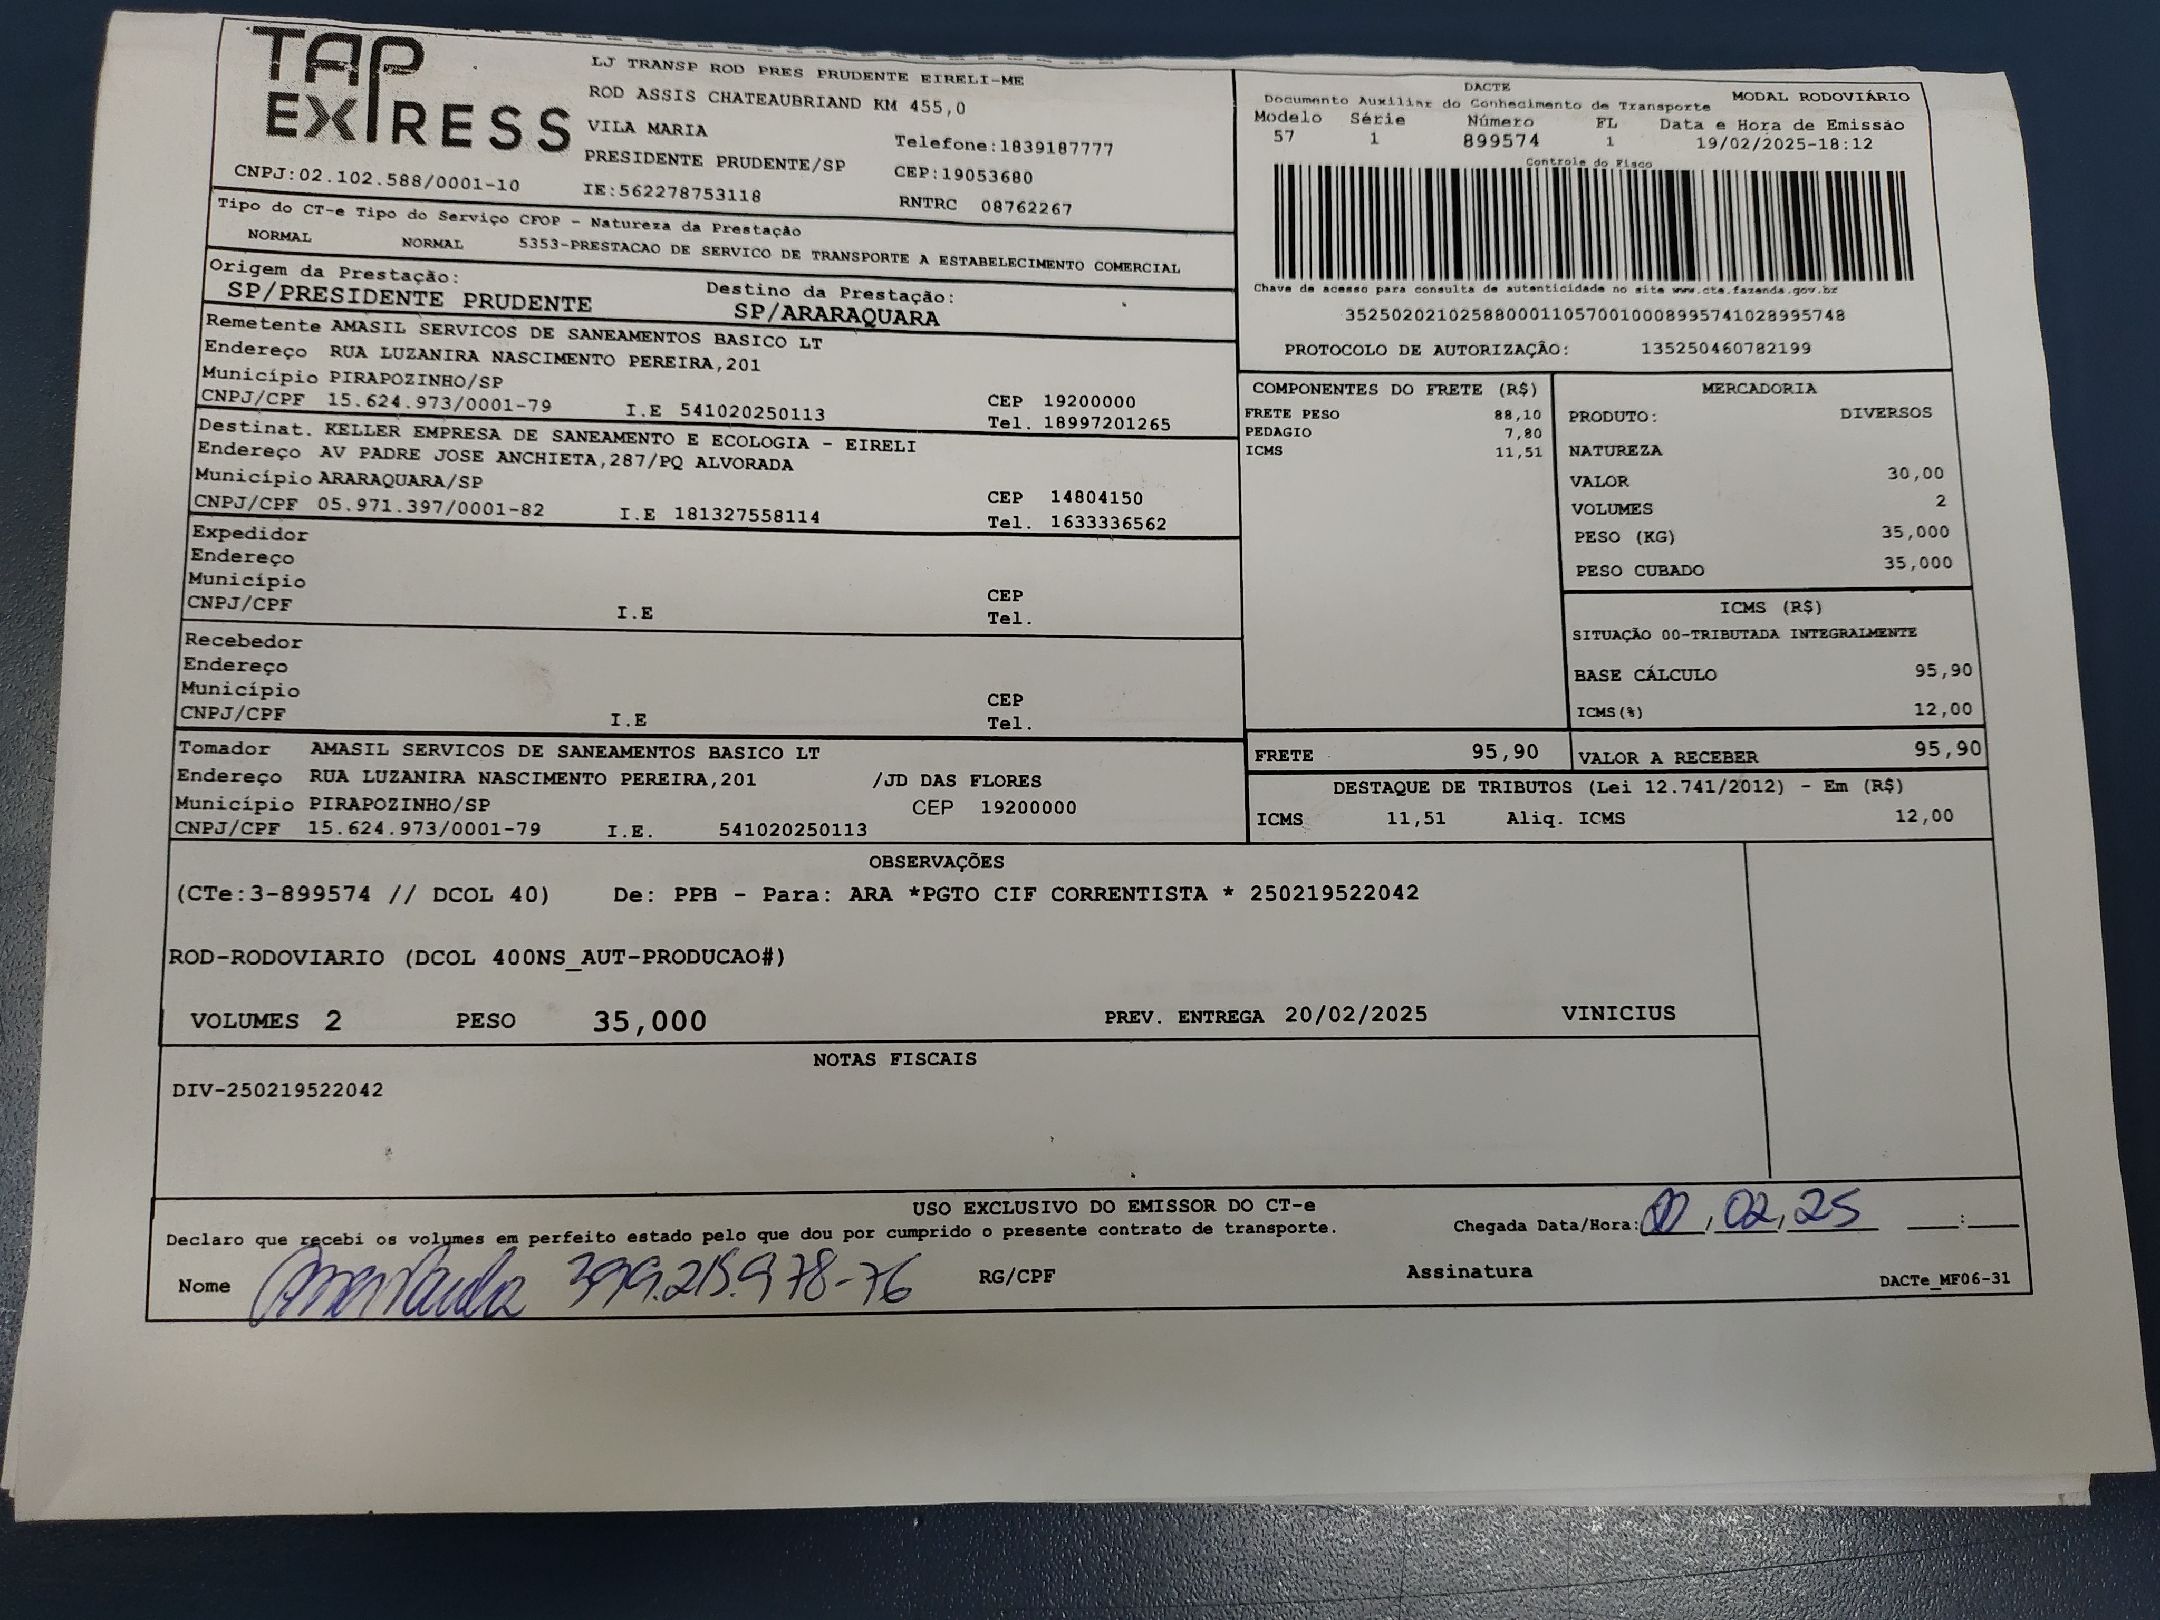 TAP EXPRESS
LJ TRANSP ROD PRES PRUDENTE EIRELI-ME
ROD ASSIS CHATEAUBRIAND KM 455,0
VILA MARIA
Telefone:1839187777
PRESIDENTE PRUDENTE/SP
CEP:19053680
CNPJ:02.102.588/0001-10
IE:562278753118
RNTRC 08762267
DACTE
Documento Auxiliar do Conhecimento de Transporte MODAL RODOVIÁRIO
Modelo Série Número FL Data e Hora de Emissão
57 1 899574 1 19/02/2025-18:12
Controle do Fisco
Chave de acesso para consulta de autenticidade no site www.cte.fazenda.gov.br
35250202102588000110570010008995741028995748
PROTOCOLO DE AUTORIZAÇÃO: 135250460782199
Tipo do CT-e Tipo do Serviço CFOP - Natureza da Prestação
NORMAL NORMAL 5353-PRESTACAO DE SERVICO DE TRANSPORTE A ESTABELECIMENTO COMERCIAL
Origem da Prestação: Destino da Prestação:
SP/PRESIDENTE PRUDENTE SP/ARARAQUARA
Remetente AMASIL SERVICOS DE SANEAMENTOS BASICO LT
Endereço RUA LUZANIRA NASCIMENTO PEREIRA,201
Município PIRAPOZINHO/SP CEP 19200000
CNPJ/CPF 15.624.973/0001-79 I.E 541020250113 Tel. 18997201265
Destinat. KELLER EMPRESA DE SANEAMENTO E ECOLOGIA - EIRELI
Endereço AV PADRE JOSE ANCHIETA,287/PQ ALVORADA
Município ARARAQUARA/SP CEP 14804150
CNPJ/CPF 05.971.397/0001-82 I.E 181327558114 Tel. 1633336562
Expedidor
Endereço
Município CEP
CNPJ/CPF I.E Tel.
Recebedor
Endereço
Município CEP
CNPJ/CPF I.E Tel.
Tomador AMASIL SERVICOS DE SANEAMENTOS BASICO LT
Endereço RUA LUZANIRA NASCIMENTO PEREIRA,201 /JD DAS FLORES
Município PIRAPOZINHO/SP CEP 19200000
CNPJ/CPF 15.624.973/0001-79 I.E. 541020250113
COMPONENTES DO FRETE (R$)
FRETE PESO 88,10
PEDAGIO 7,80
ICMS 11,51
MERCADORIA
PRODUTO: DIVERSOS
NATUREZA
VALOR 30,00
VOLUMES 2
PESO (KG) 35,000
PESO CUBADO 35,000
ICMS (R$)
SITUAÇÃO 00-TRIBUTADA INTEGRALMENTE
BASE CÁLCULO 95,90
ICMS(%) 12,00
FRETE 95,90 VALOR A RECEBER 95,90
DESTAQUE DE TRIBUTOS (Lei 12.741/2012) - Em (R$)
ICMS 11,51 Aliq. ICMS 12,00
OBSERVAÇÕES
(CTe:3-899574 // DCOL 40) De: PPB - Para: ARA *PGTO CIF CORRENTISTA * 250219522042
ROD-RODOVIARIO (DCOL 400NS_AUT-PRODUCAO#)
VOLUMES 2 PESO 35,000 PREV. ENTREGA 20/02/2025 VINICIUS
NOTAS FISCAIS
DIV-250219522042
USO EXCLUSIVO DO EMISSOR DO CT-e
Declaro que recebi os volumes em perfeito estado pelo que dou por cumprido o presente contrato de transporte. Chegada Data/Hora: 02,25 :
Nome RG/CPF Assinatura DACTe_MF06-31